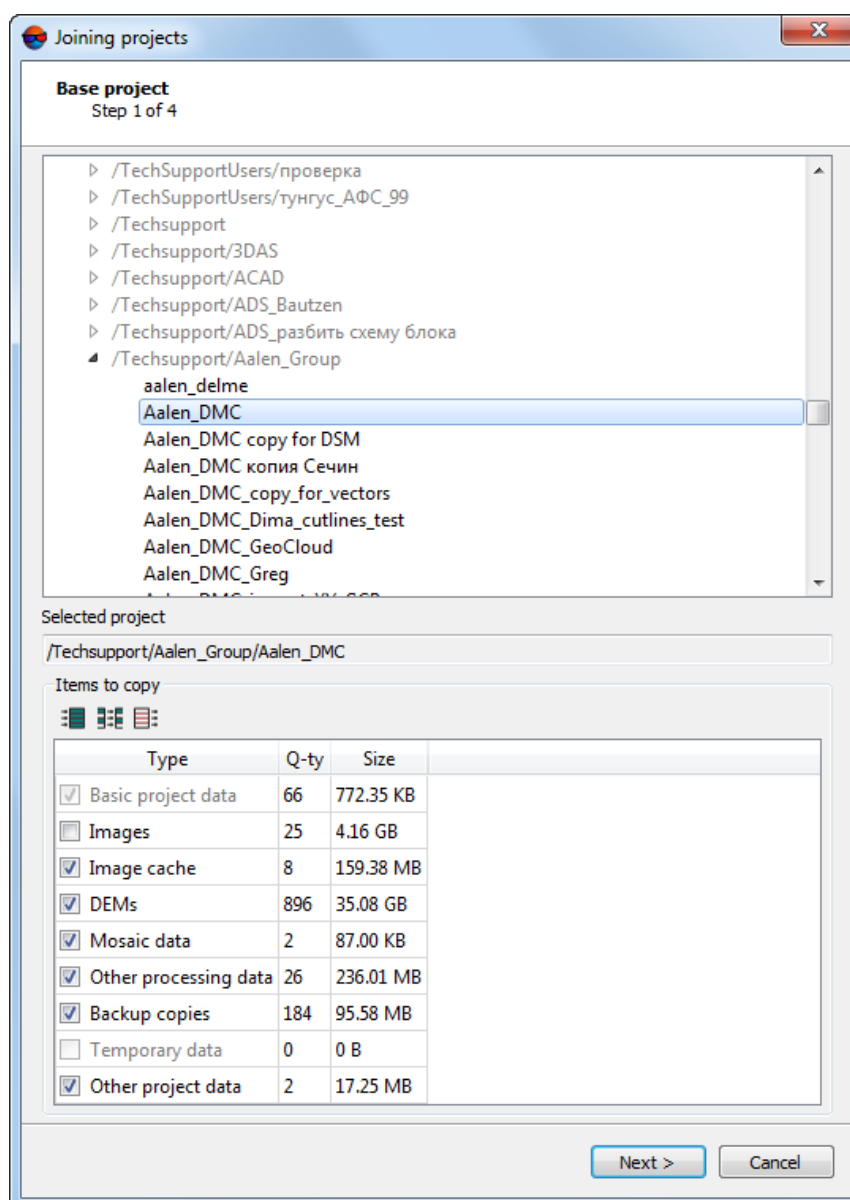 Joining projects
Base project
Step 1 of 4
/TechSupportUsers/проверка
/TechSupportUsers/тунгус_АФС_99
/Techsupport
/Techsupport/3DAS
/Techsupport/ACAD
/Techsupport/ADS_Bautzen
/Techsupport/ADS_разбить схему блока
/Techsupport/Aalen_Group
aalen_delme
Aalen_DMC
Aalen_DMC copy for DSM
Aalen_DMC копия Сечин
Aalen_DMC_copy_for_vectors
Aalen_DMC_Dima_cutlines_test
Aalen_DMC_GeoCloud
Aalen_DMC_Greg
Selected project
/Techsupport/Aalen_Group/Aalen_DMC
Items to copy
Type Q-ty Size
Basic project data 66 772.35 KB
Images 25 4.16 GB
Image cache 8 159.38 MB
DEMs 896 35.08 GB
Mosaic data 2 87.00 KB
Other processing data 26 236.01 MB
Backup copies 184 95.58 MB
Temporary data 0 0 B
Other project data 2 17.25 MB
Next > Cancel